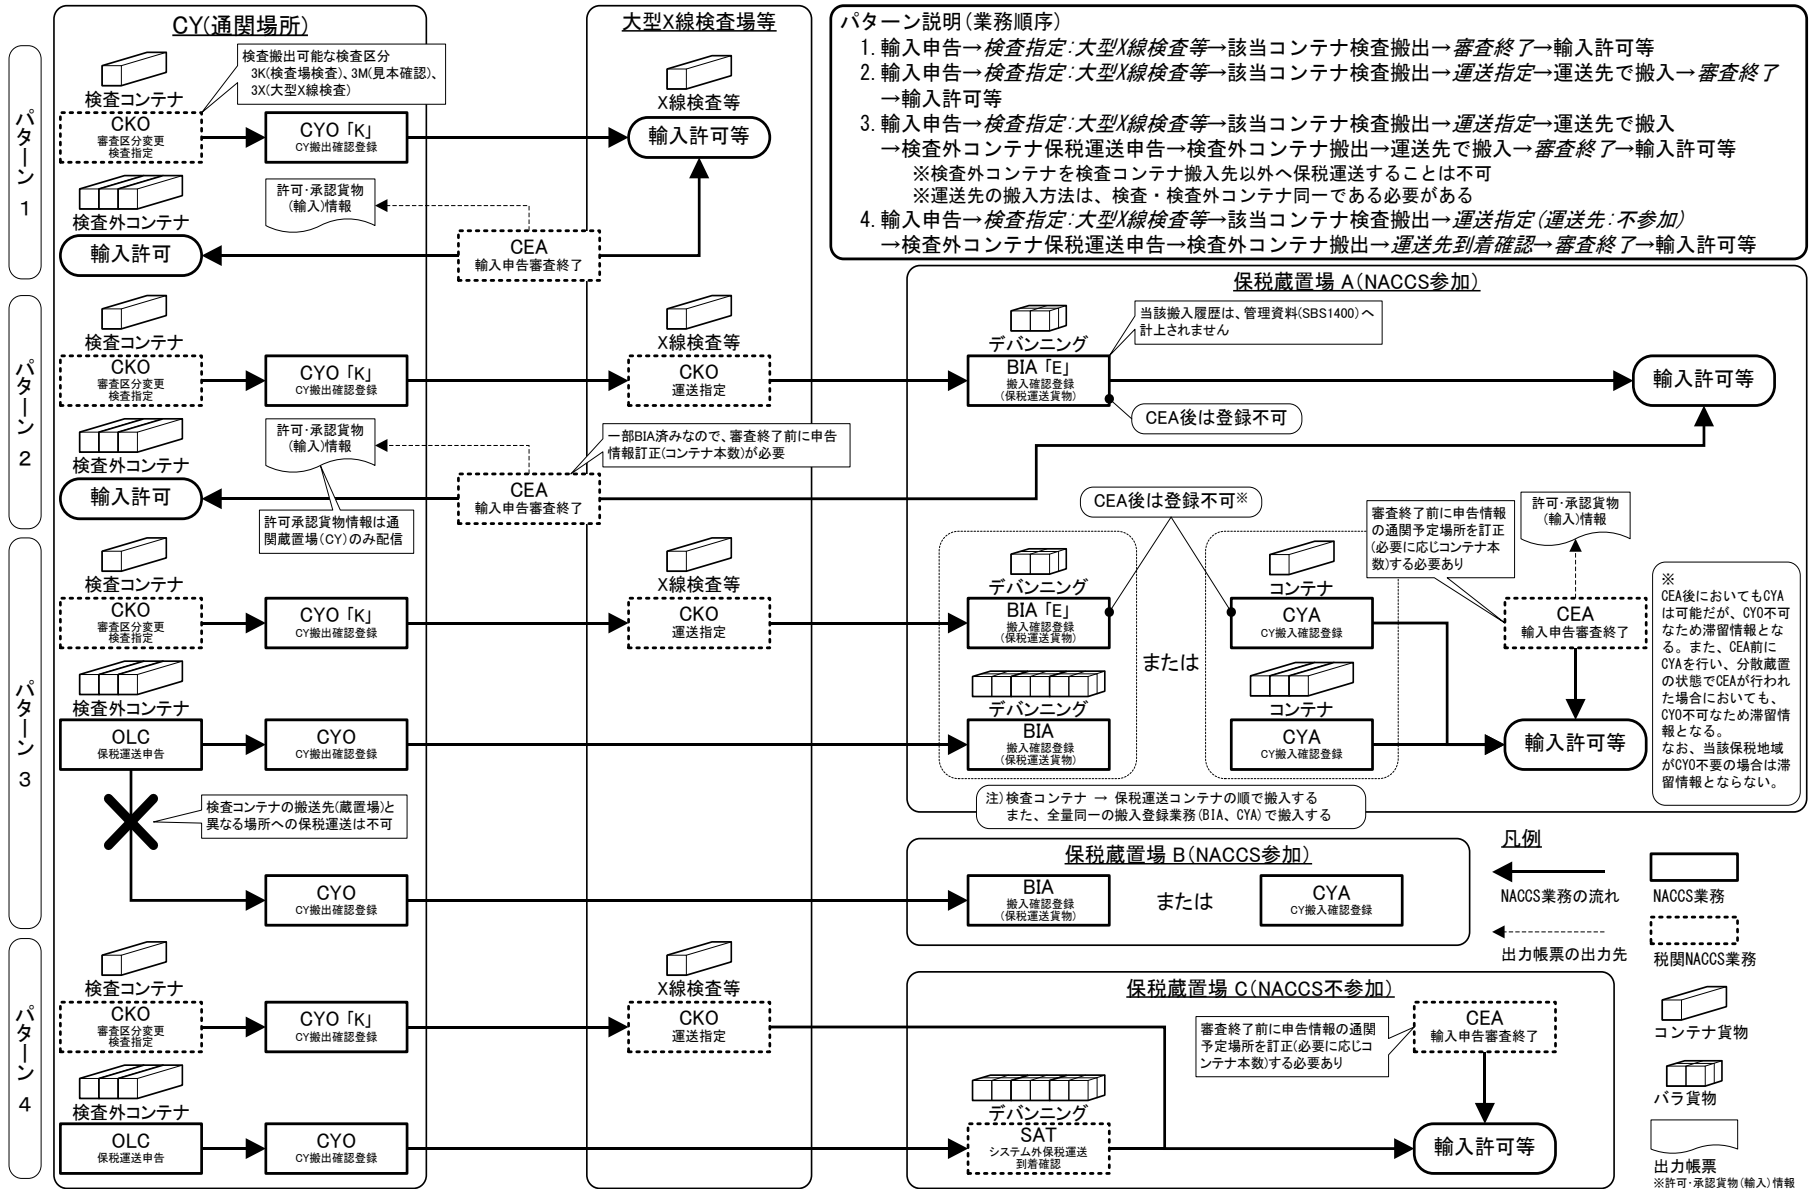 CY(通関場所)
大型X線検査場等
パターン説明(業務順序)
1. 輸入申告→検査指定:大型X線検査等→該当コンテナ検査搬出→審査終了→輸入許可等
2. 輸入申告→検査指定:大型X線検査等→該当コンテナ検査搬出→運送指定→運送先で搬入→審査終了
→輸入許可等
3. 輸入申告→検査指定:大型X線検査等→該当コンテナ検査搬出→運送指定→運送先で搬入
→検査外コンテナ保税運送申告→検査外コンテナ搬出→運送先で搬入→審査終了→輸入許可等
※検査外コンテナを検査コンテナ搬入先以外へ保税運送することは不可
※運送先の搬入方法は、検査・検査外コンテナ同一である必要がある
4. 輸入申告→検査指定:大型X線検査等→該当コンテナ検査搬出→運送指定(運送先:不参加)
→検査外コンテナ保税運送申告→検査外コンテナ搬出→運送先到着確認→審査終了→輸入許可等
パターン 1
検査コンテナ
検査搬出可能な検査区分
3K(検査場検査)、3M(見本確認)、
3X(大型X線検査)
CKO
審査区分変更
検査指定
CYO「K」
CY搬出確認登録
X線検査等
輸入許可等
検査外コンテナ
輸入許可
許可・承認貨物
(輸入)情報
CEA
輸入申告審査終了
保税蔵置場 A(NACCS参加)
パターン 2
検査コンテナ
CKO
審査区分変更
検査指定
CYO「K」
CY搬出確認登録
X線検査等
CKO
運送指定
デバンニング
BIA「E」
搬入確認登録
(保税運送貨物)
当該搬入履歴は、管理資料(SBS1400)へ
計上されません
CEA後は登録不可
輸入許可等
検査外コンテナ
輸入許可
許可・承認貨物
(輸入)情報
許可承認貨物情報は通
関蔵置場(CY)のみ配信
CEA
輸入申告審査終了
一部BIA済みなので、審査終了前に申告
情報訂正(コンテナ本数)が必要
パターン 3
検査コンテナ
CKO
審査区分変更
検査指定
CYO「K」
CY搬出確認登録
X線検査等
CKO
運送指定
CEA後は登録不可※
デバンニング
BIA「E」
搬入確認登録
(保税運送貨物)
または
コンテナ
CYA
CY搬入確認登録
審査終了前に申告情報
の通関予定場所を訂正
(必要に応じコンテナ本
数)する必要あり
許可・承認貨物
(輸入)情報
CEA
輸入申告審査終了
※
CEA後においてもCYA
は可能だが、CYO不可
なため滞留情報とな
る。また、CEA前に
CYAを行い、分散蔵置
の状態でCEAが行われ
た場合においても、
CYO不可なため滞留情
報となる。
なお、当該保税地域
がCYO不要の場合は滞
留情報とならない。
検査外コンテナ
OLC
保税運送申告
CYO
CY搬出確認登録
デバンニング
BIA
搬入確認登録
(保税運送貨物)
コンテナ
CYA
CY搬入確認登録
輸入許可等
注)検査コンテナ → 保税運送コンテナの順で搬入する
また、全量同一の搬入登録業務(BIA、CYA)で搬入する
検査コンテナの搬送先(蔵置場)と
異なる場所への保税運送は不可
CYO
CY搬出確認登録
保税蔵置場 B(NACCS参加)
BIA
搬入確認登録
(保税運送貨物)
または
CYA
CY搬入確認登録
パターン 4
検査コンテナ
CKO
審査区分変更
検査指定
CYO「K」
CY搬出確認登録
X線検査等
CKO
運送指定
保税蔵置場 C(NACCS不参加)
審査終了前に申告情報の通関
予定場所を訂正(必要に応じコ
ンテナ本数)する必要あり
CEA
輸入申告審査終了
検査外コンテナ
OLC
保税運送申告
CYO
CY搬出確認登録
デバンニング
SAT
システム外保税運送
到着確認
輸入許可等
凡例
NACCS業務の流れ
NACCS業務
出力帳票の出力先
税関NACCS業務
コンテナ貨物
バラ貨物
出力帳票
※許可・承認貨物(輸入)情報